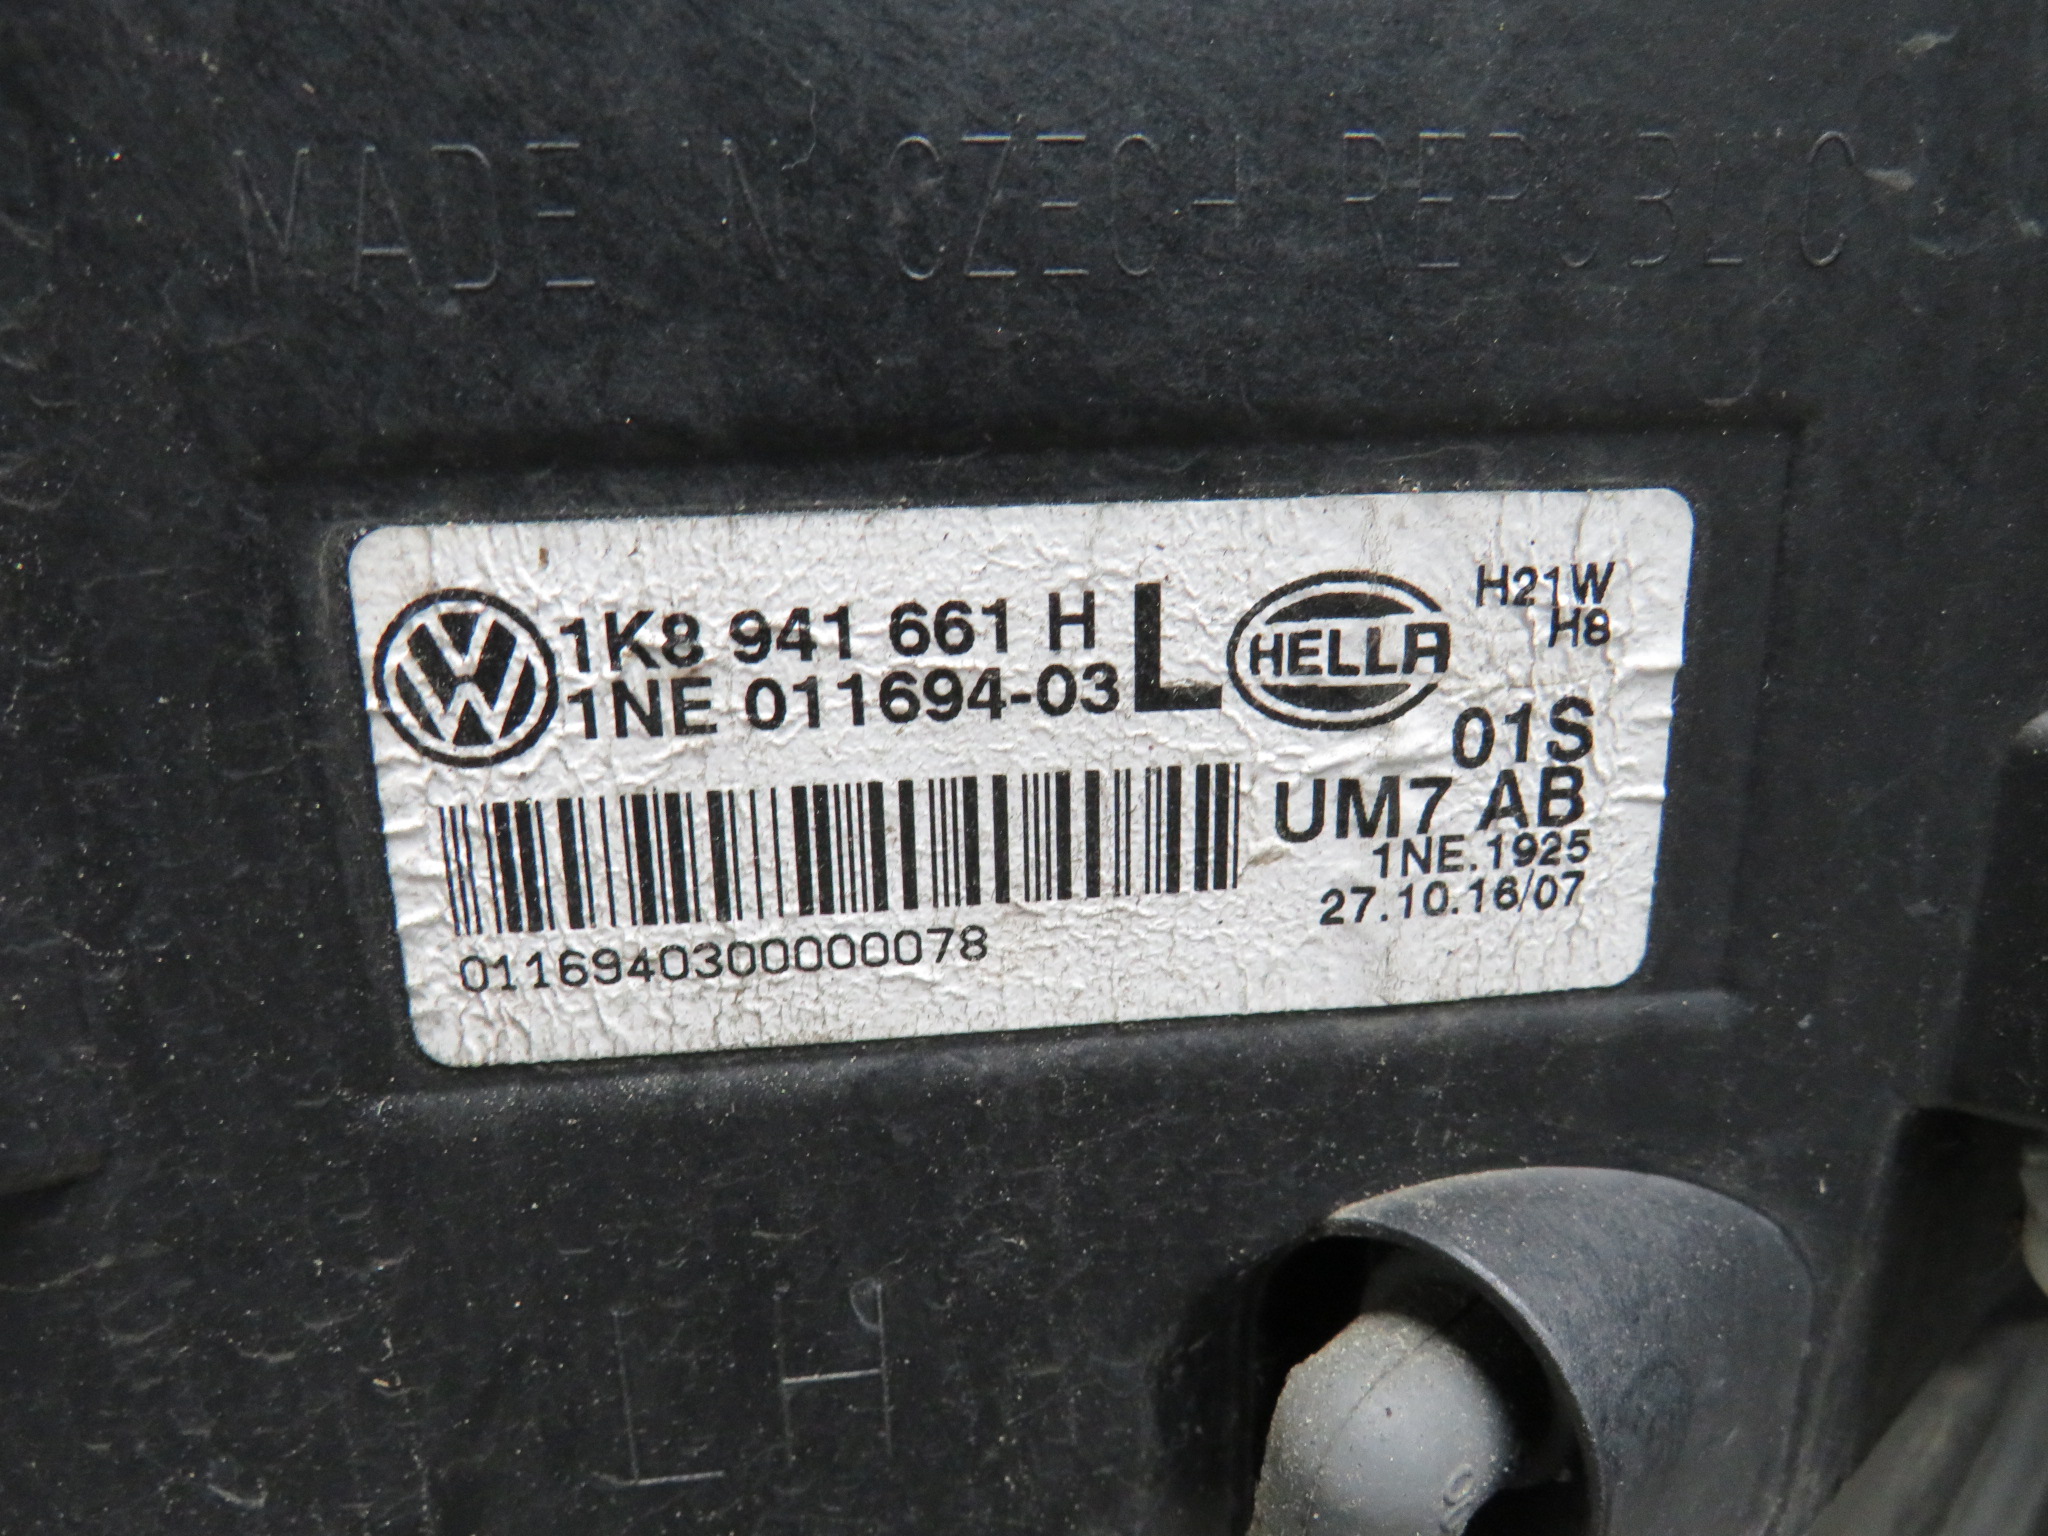 MADE IN CZECH REPUBLIC
1K8 941 661 H
1NE 011694-03
L
HELLA
H21W
H8
01S
UM7 AB
1NE.1925
27.10.16/07
0116940300000078
LH